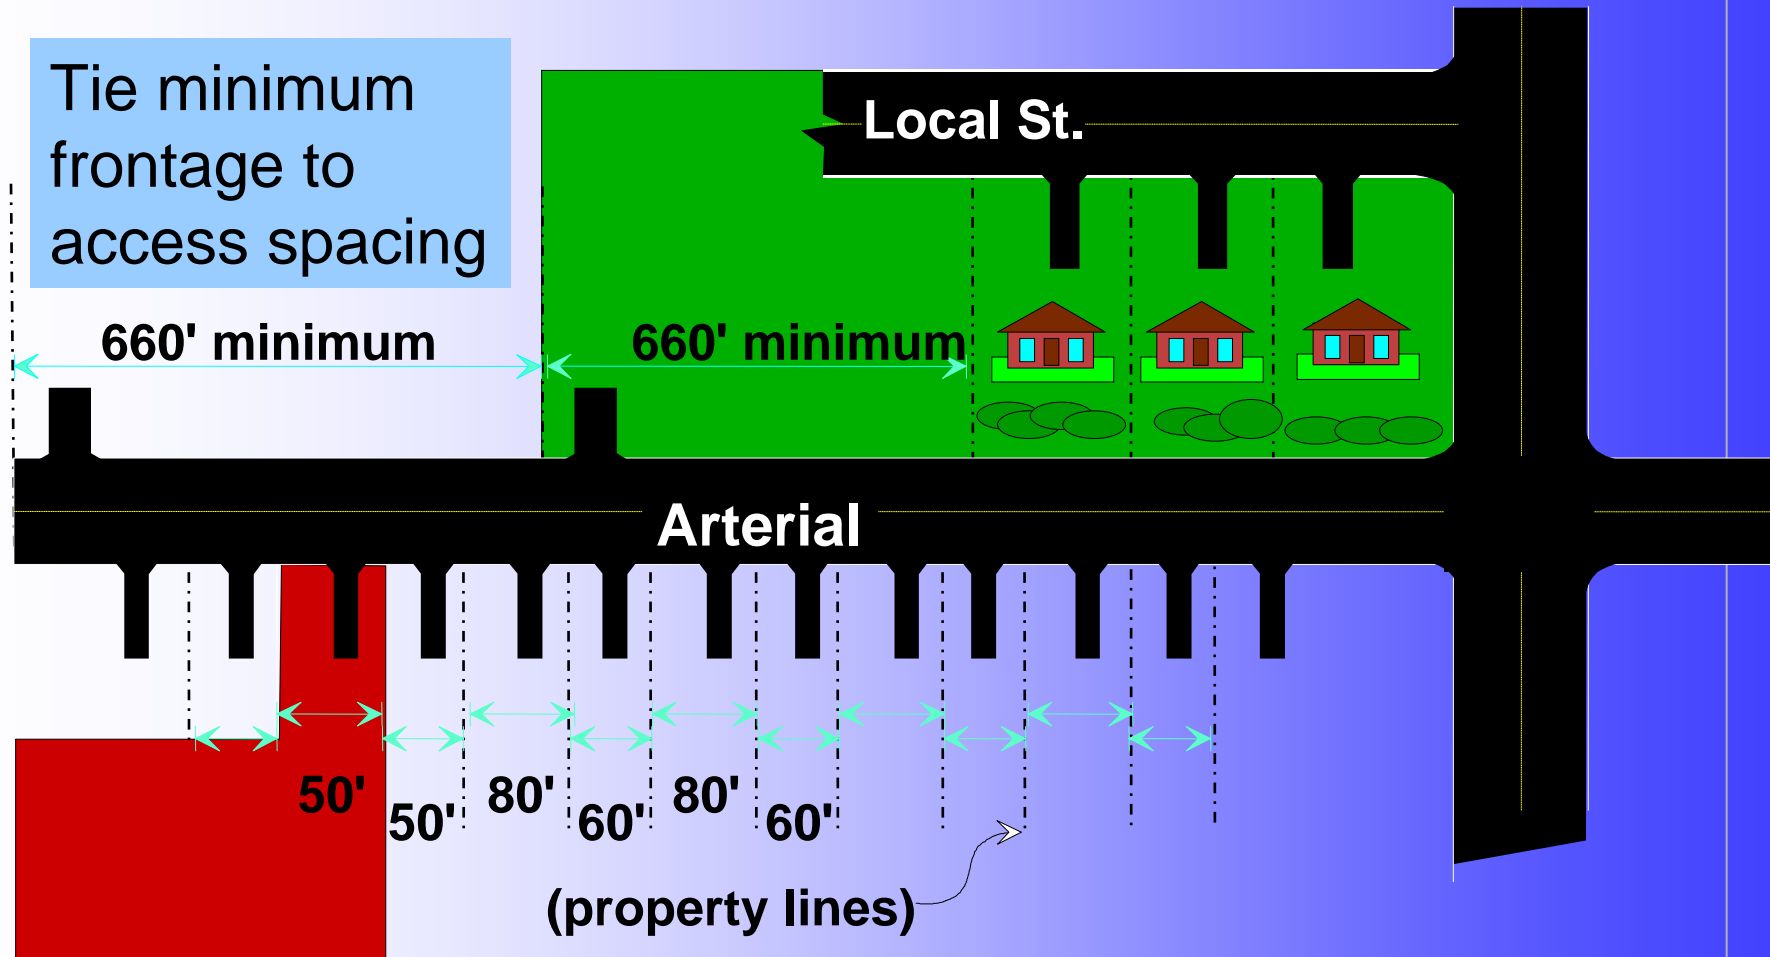 Tie minimum
frontage to
access spacing
Local St.
660' minimum
660' minimum
Arterial
50'
50'
80'
60'
80'
60'
(property lines)